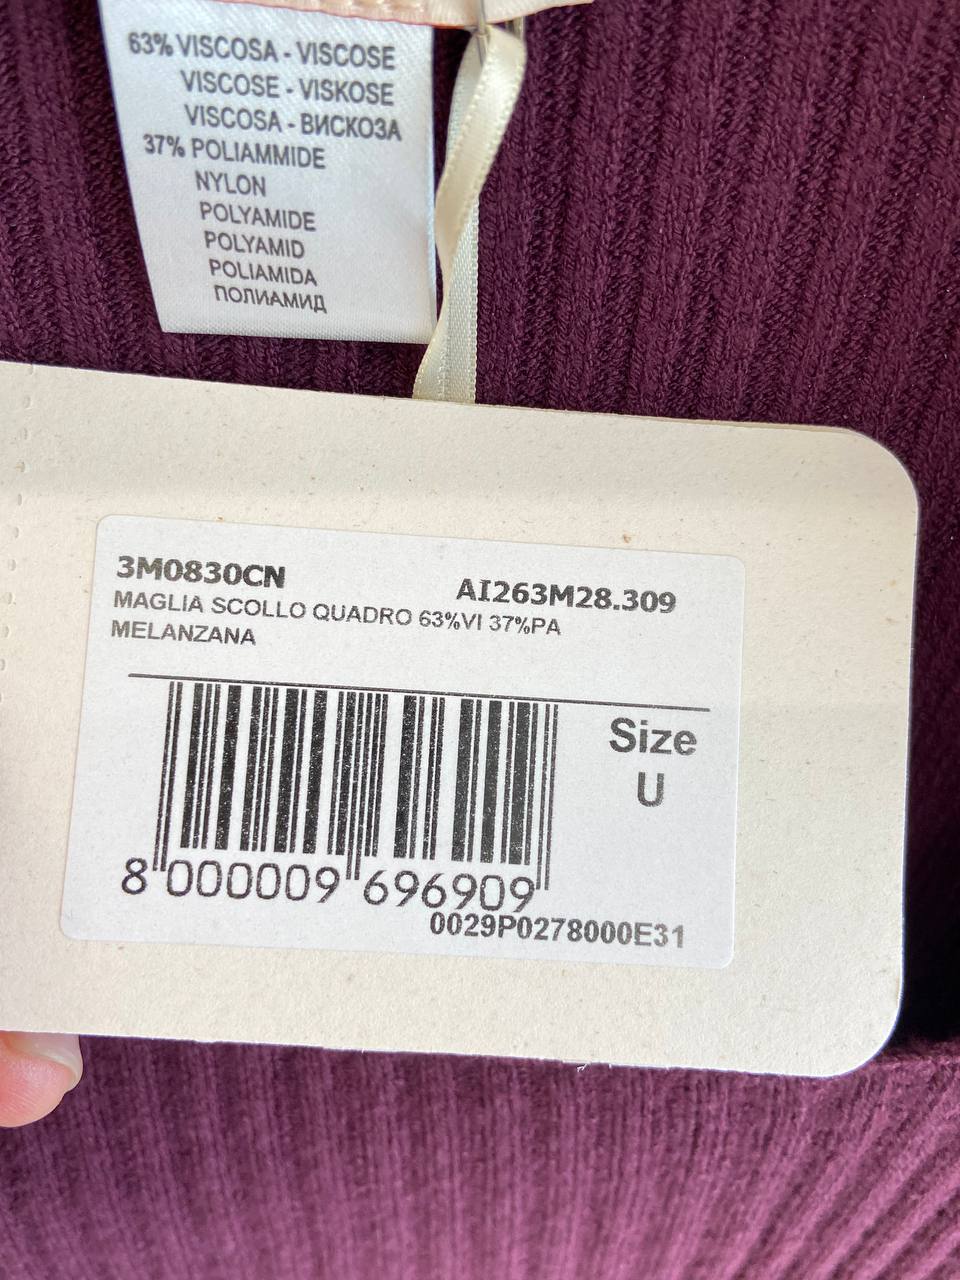 63% VISCOSA - VISCOSE
VISCOSE - VISKOSE
VISCOSA - ВИСКОЗА
37% POLIAMMIDE
NYLON
POLYAMIDE
POLYAMID
POLIAMIDA
ПОЛИАМИД
3M0830CN AI263M28.309
MAGLIA SCOLLO QUADRO 63%VI 37%PA
MELANZANA
Size
U
8 000009 696909
0029P0278000E31